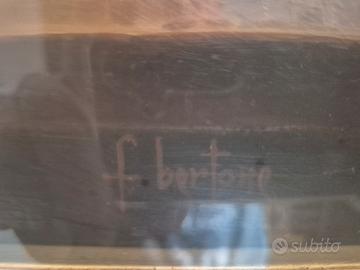 f. bertone
subito